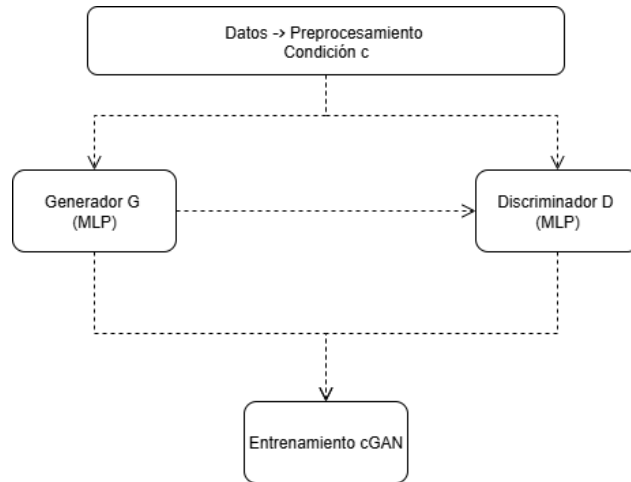 Datos -> Preprocesamiento
Condición c
Generador G
(MLP)
Discriminador D
(MLP)
Entrenamiento cGAN